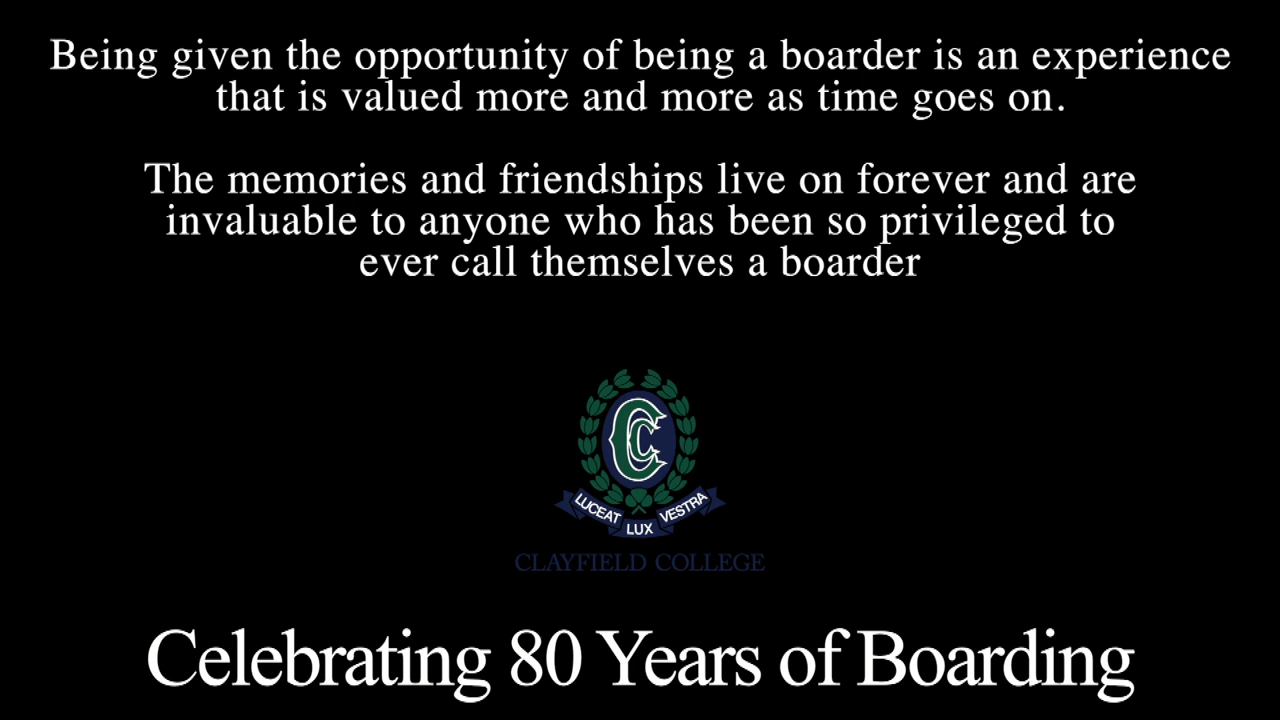 Being given the opportunity of being a boarder is an experience
that is valued more and more as time goes on.
The memories and friendships live on forever and are
invaluable to anyone who has been so privileged to
ever call themselves a boarder
CC
LUCEAT LUX VESTRA
CLAYFIELD COLLEGE
Celebrating 80 Years of Boarding